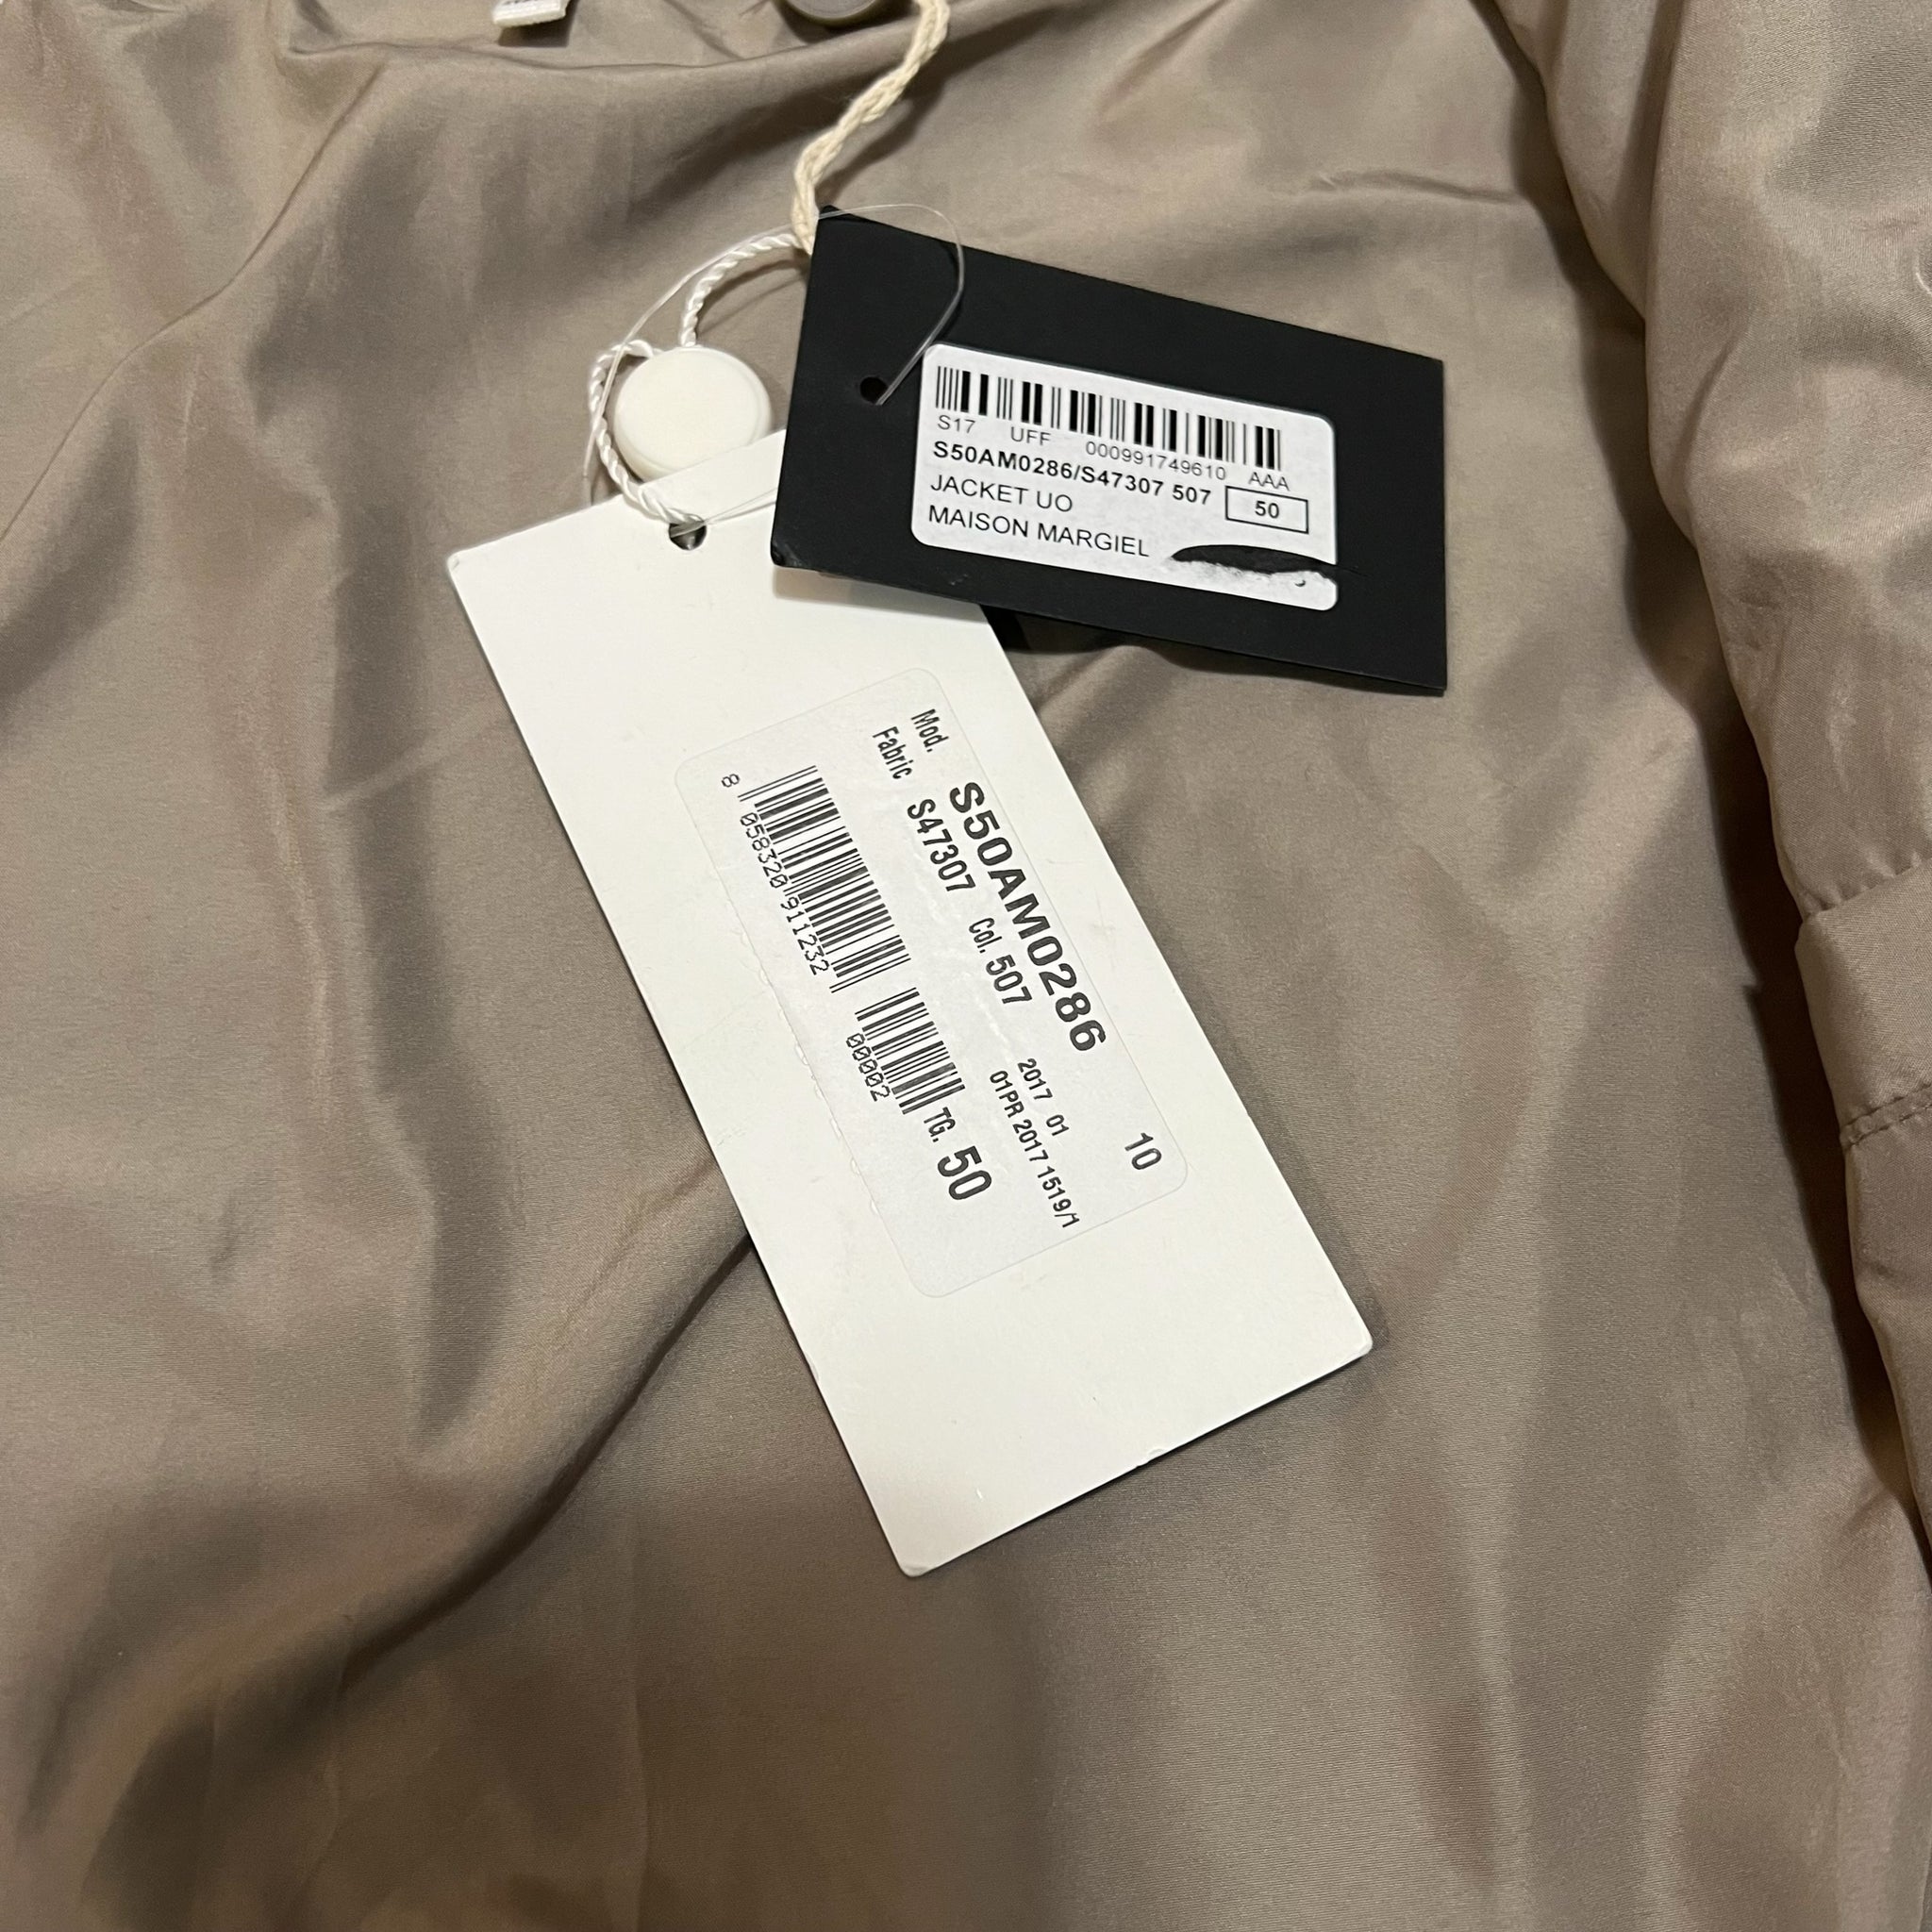 S17 UFF 000991749610 AAA
S50AM0286/S47307 507 50
JACKET UO
MAISON MARGIEL
10
Mod. S50AM0286
Fabric S47307 Col. 507 2017 01
01PR 2017 1519/1
8 058320 911232 00002 TG. 50